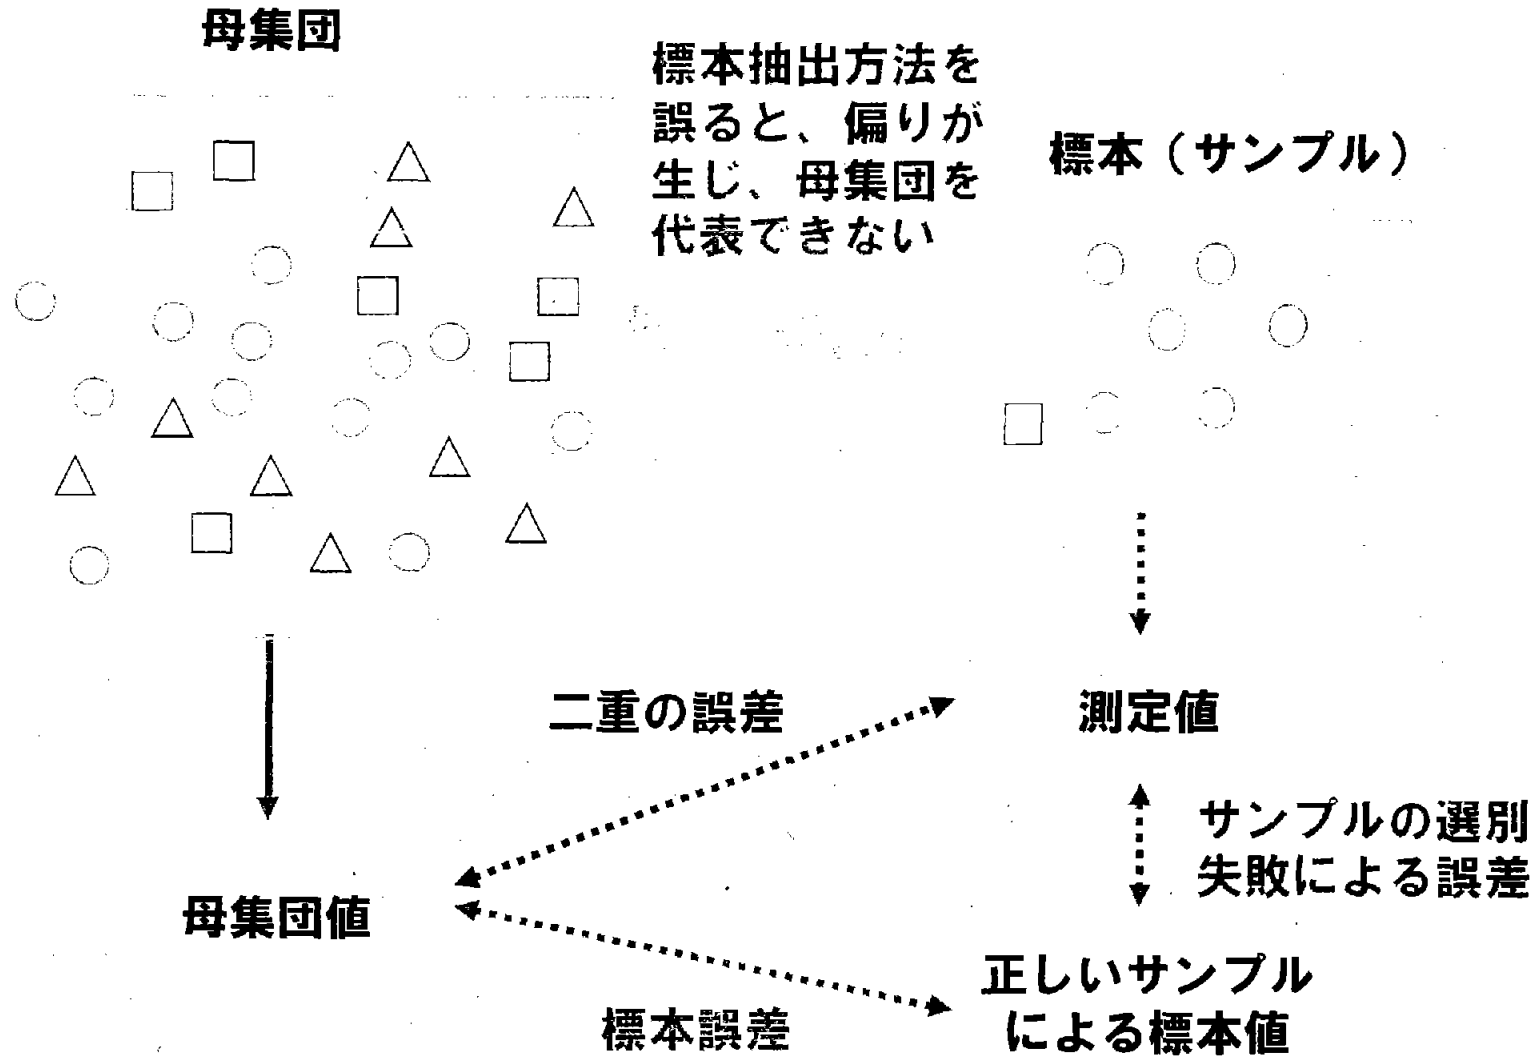 母集団
標本抽出方法を
誤ると、偏りが
生じ、母集団を
代表できない
標本（サンプル）
二重の誤差
測定値
サンプルの選別
失敗による誤差
母集団値
正しいサンプル
による標本値
標本誤差